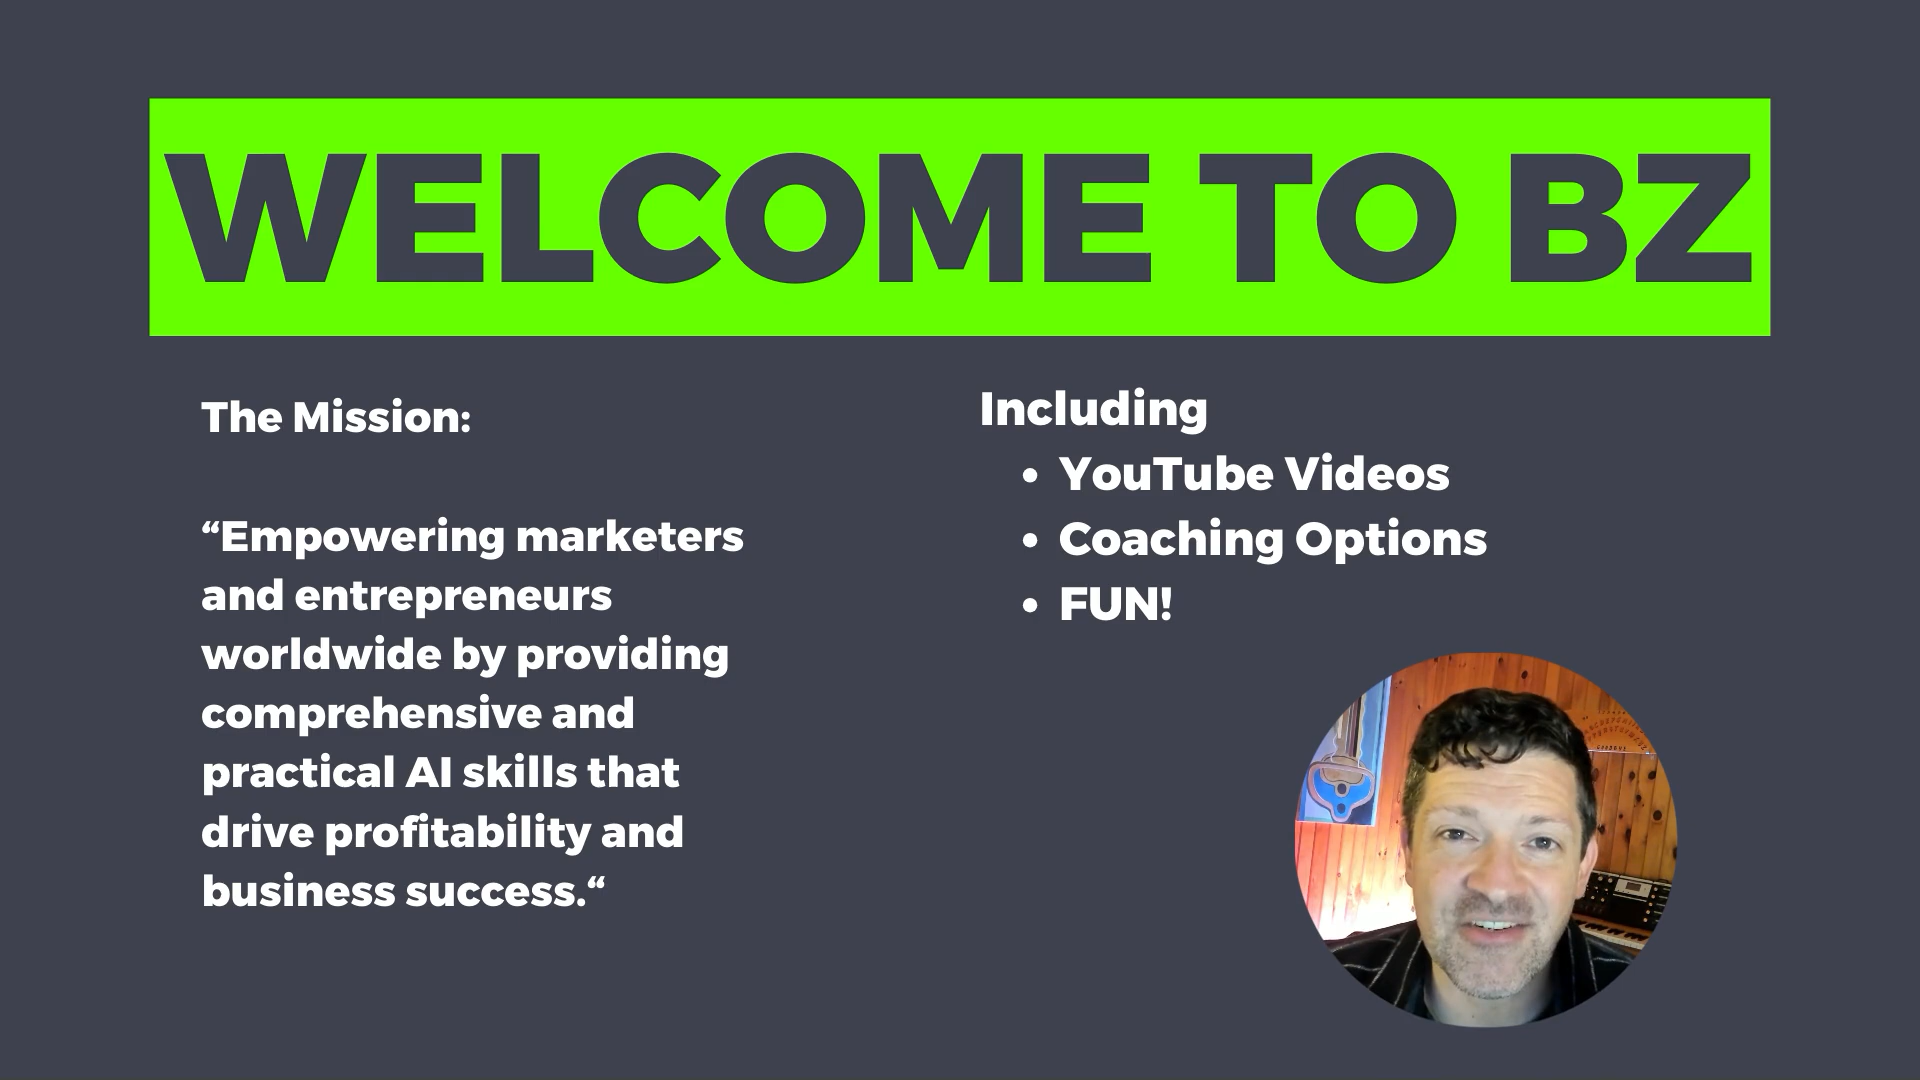 WELCOME TO BZ
The Mission:
“Empowering marketers
and entrepreneurs
worldwide by providing
comprehensive and
practical AI skills that
drive profitability and
business success.“
Including
• YouTube Videos
• Coaching Options
• FUN!